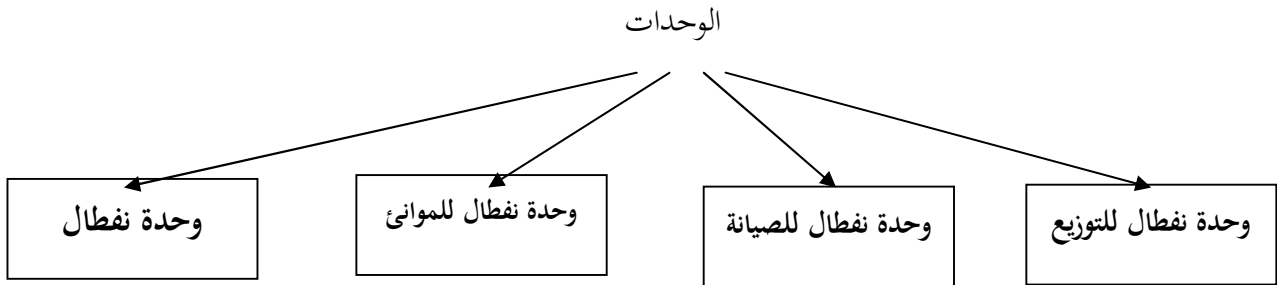 الوحدات
وحدة نفطال للتوزيع
وحدة نفطال للصيانة
وحدة نفطال للموانئ
وحدة نفطال